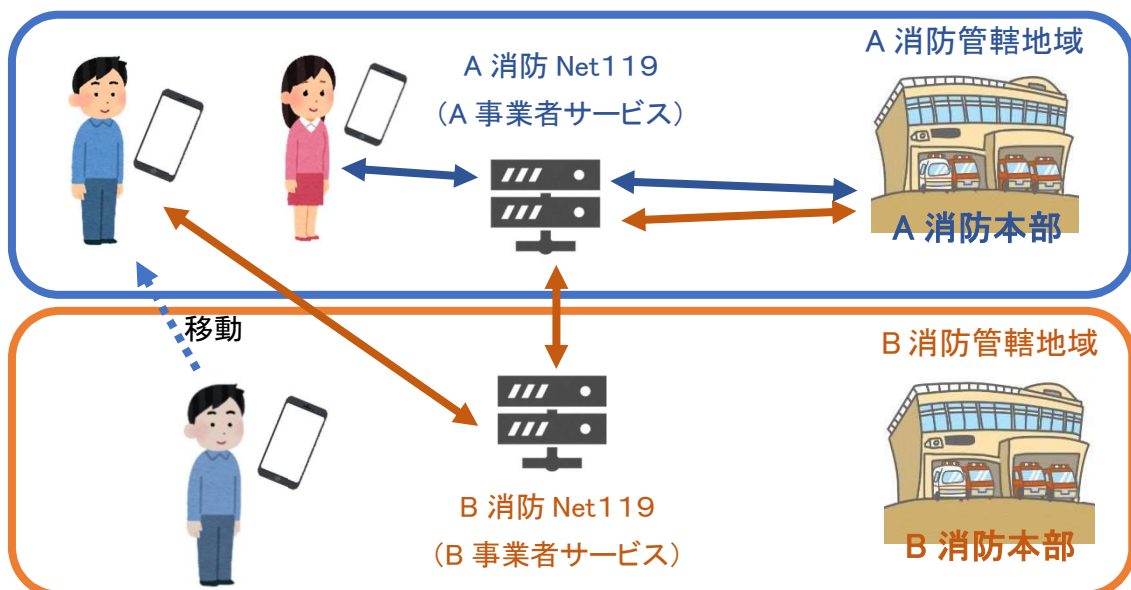 A 消防管轄地域
A 消防 Net119
（A 事業者サービス）
A 消防本部
移動
B 消防管轄地域
B 消防 Net119
（B 事業者サービス）
B 消防本部